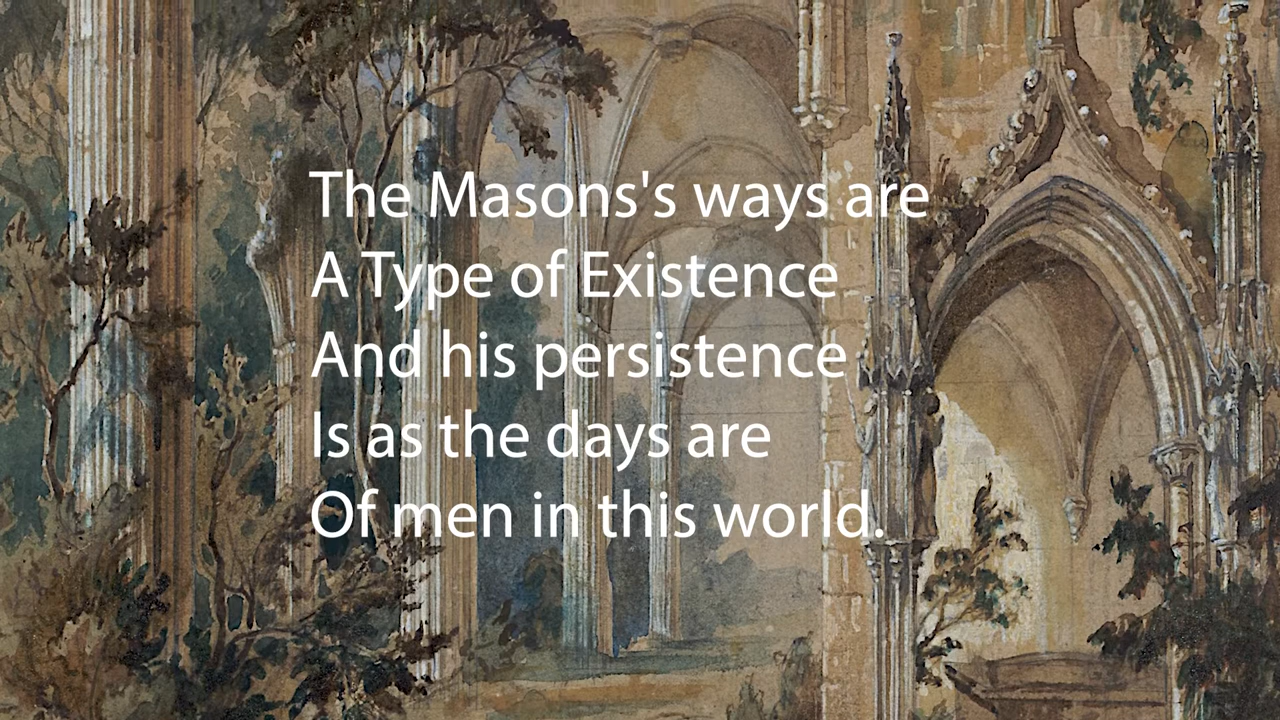 The Masons's ways are
A Type of Existence
And his persistence
Is as the days are
Of men in this world.